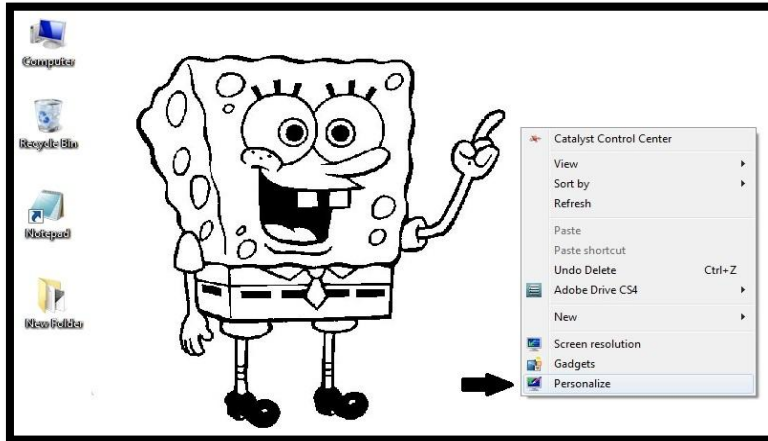 Computer
Recycle Bin
Notepad
New Folder
Catalyst Control Center
View
Sort by
Refresh
Paste
Paste shortcut
Undo Delete Ctrl+Z
Adobe Drive CS4
New
Screen resolution
Gadgets
Personalize